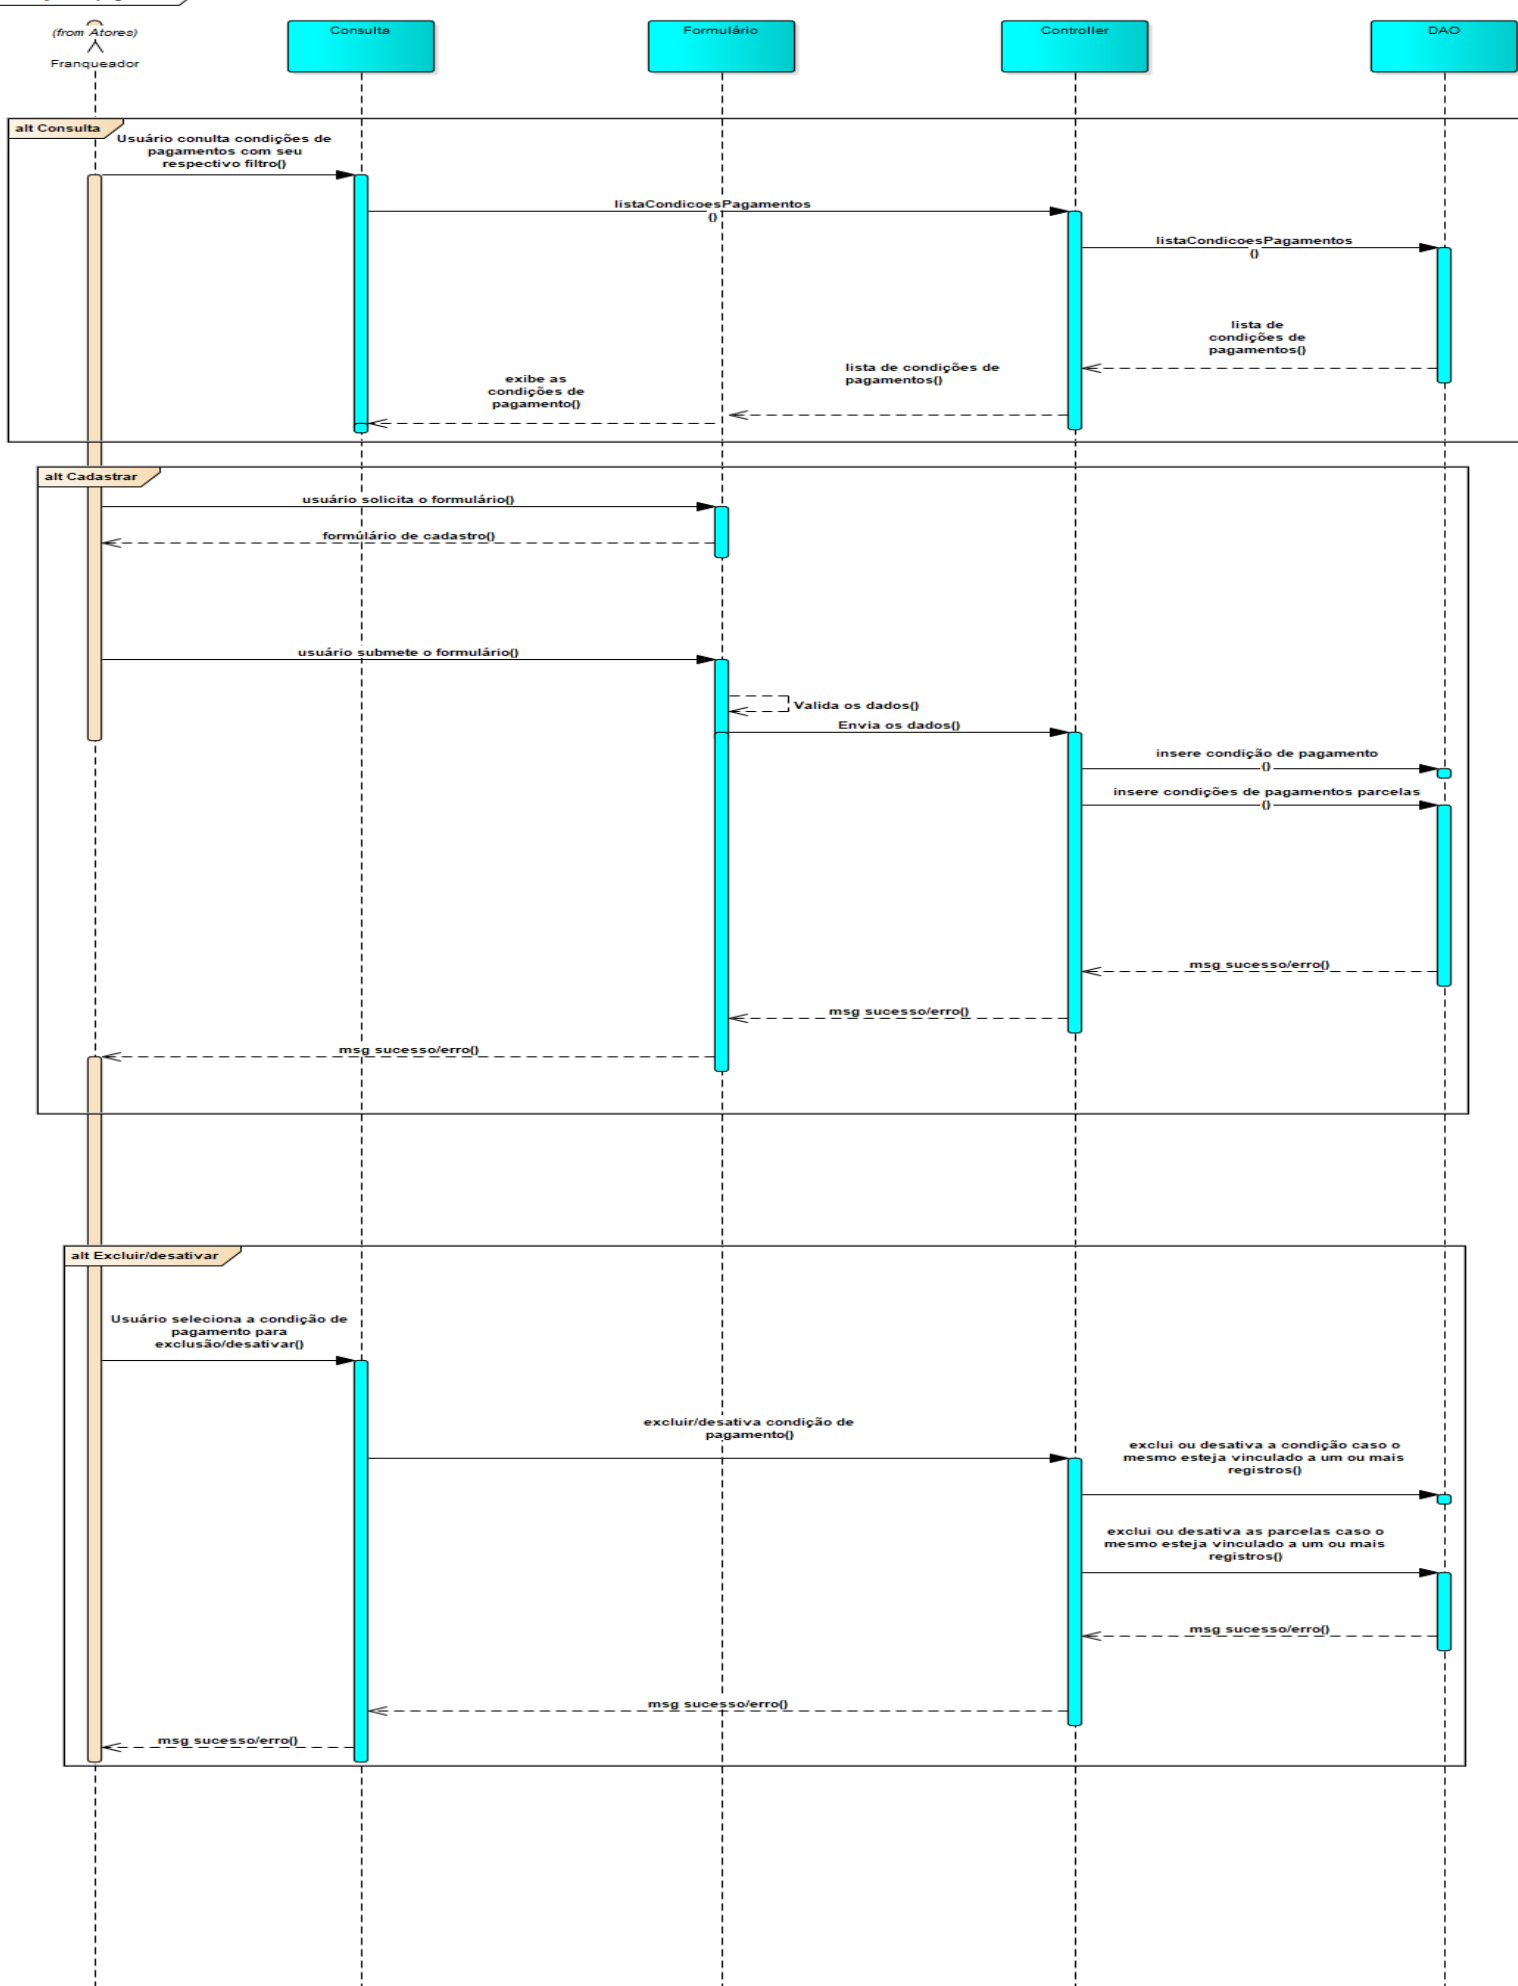 (from Atores)
Franqueador
Consulta
Formulário
Controller
DAO
alt Consulta
Usuário conulta condições de
pagamentos com seu
respectivo filtro()
listaCondicoesPagamentos
()
listaCondicoesPagamentos
()
lista de
condições de
pagamentos()
lista de condições de
pagamentos()
exibe as
condições de
pagamento()
alt Cadastrar
usuário solicita o formulário()
formúlário de cadastro()
usuário submete o formulário()
Valida os dados()
Envia os dados()
insere condição de pagamento
()
insere condições de pagamentos parcelas
()
msg sucesso/erro()
msg sucesso/erro()
msg sucesso/erro()
alt Excluir/desativar
Usuário seleciona a condição de
pagamento para
exclusão/desativar()
excluir/desativa condição de
pagamento()
exclui ou desativa a condição caso o
mesmo esteja vinculado a um ou mais
registros()
exclui ou desativa as parcelas caso o
mesmo esteja vinculado a um ou mais
registros()
msg sucesso/erro()
msg sucesso/erro()
msg sucesso/erro()